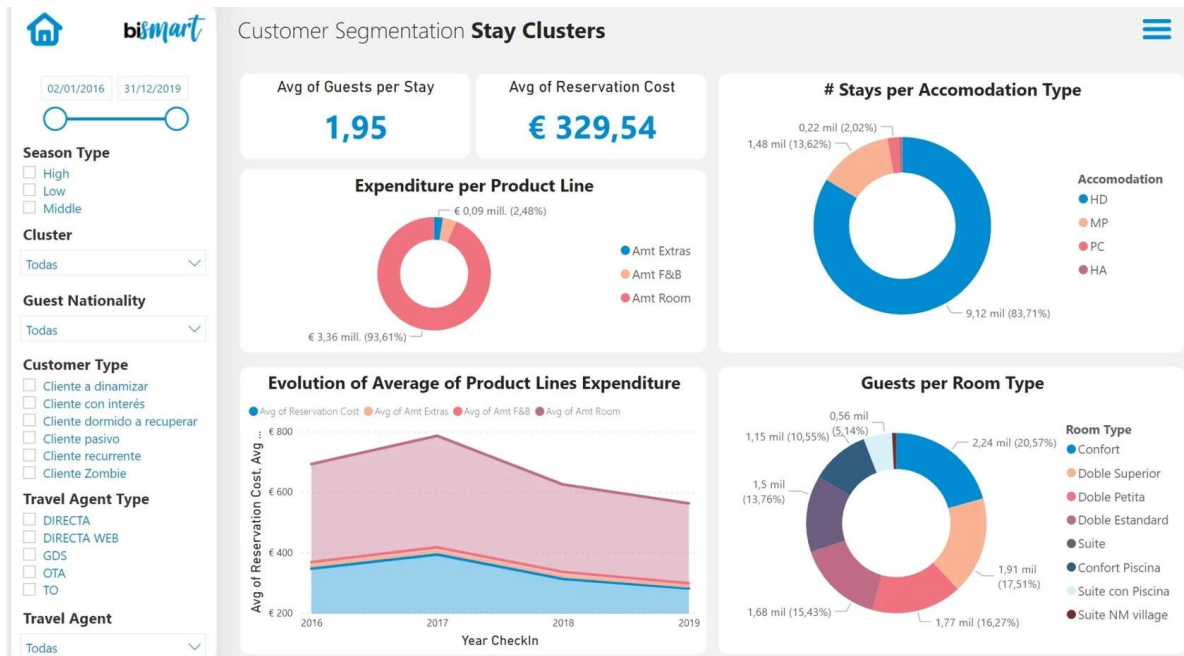 bismart
Customer Segmentation Stay Clusters
02/01/2016
31/12/2019
Season Type
High
Low
Middle
Cluster
Todas
Guest Nationality
Todas
Customer Type
Cliente a dinamizar
Cliente con interés
Cliente dormido a recuperar
Cliente pasivo
Cliente recurrente
Cliente Zombie
Travel Agent Type
DIRECTA
DIRECTA WEB
GDS
OTA
TO
Travel Agent
Todas
Avg of Guests per Stay
1,95
Avg of Reservation Cost
€ 329,54
Expenditure per Product Line
€ 0,09 mill. (2,48%)
€ 3,36 mill. (93,61%)
Amt Extras
Amt F&B
Amt Room
# Stays per Accomodation Type
0,22 mil (2,02%)
1,48 mil (13,62%)
9,12 mil (83,71%)
Accomodation
HD
MP
PC
HA
Evolution of Average of Product Lines Expenditure
Avg of Reservation Cost Avg of Amt Extras Avg of Amt F&B Avg of Amt Room
Avg of Reservation Cost, Avg ...
€ 800
€ 600
€ 400
€ 200
2016 2017 2018 2019
Year CheckIn
Guests per Room Type
0,56 mil
(5,14%)
1,15 mil (10,55%)
1,5 mil
(13,76%)
1,68 mil (15,43%)
2,24 mil (20,57%)
1,91 mil
(17,51%)
1,77 mil (16,27%)
Room Type
Confort
Doble Superior
Doble Petita
Doble Estandard
Suite
Confort Piscina
Suite con Piscina
Suite NM village